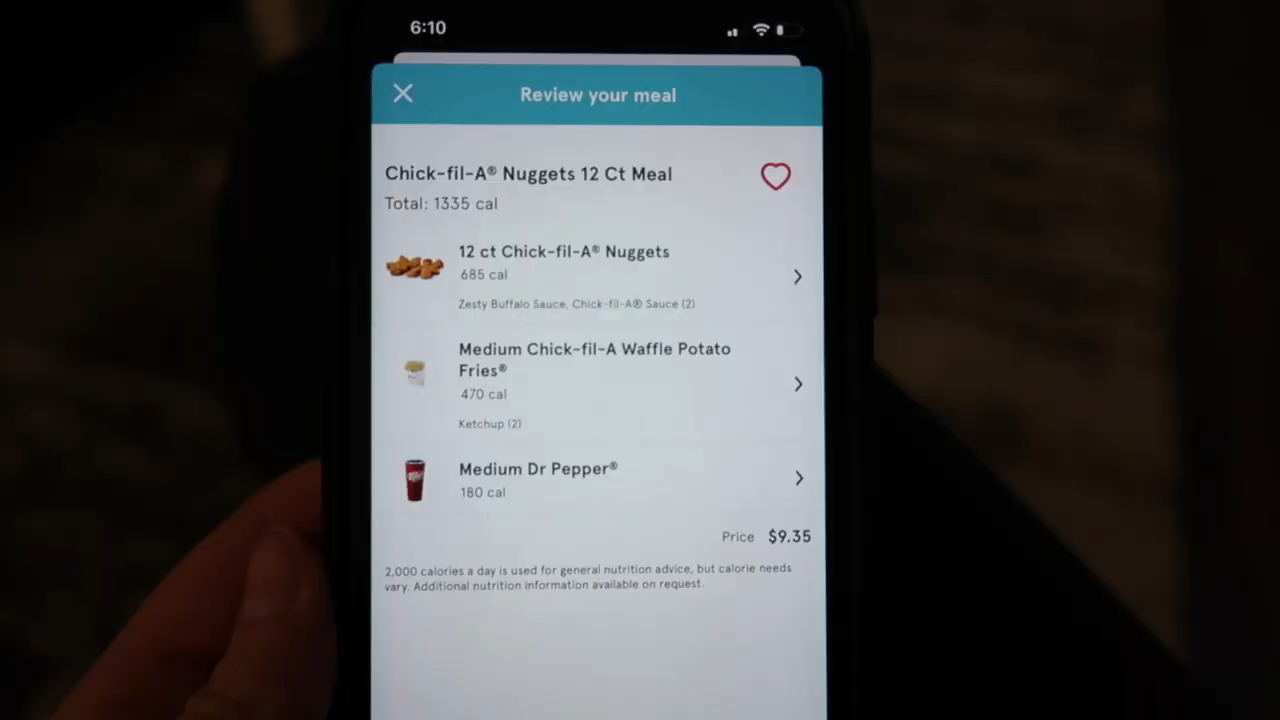 6:10
Review your meal
Chick-fil-A® Nuggets 12 Ct Meal
Total: 1335 cal
12 ct Chick-fil-A® Nuggets
685 cal
Zesty Buffalo Sauce, Chick-fil-A® Sauce (2)
Medium Chick-fil-A Waffle Potato
Fries®
470 cal
Ketchup (2)
Medium Dr Pepper®
180 cal
Price $9.35
2,000 calories a day is used for general nutrition advice, but calorie needs
vary. Additional nutrition information available on request.